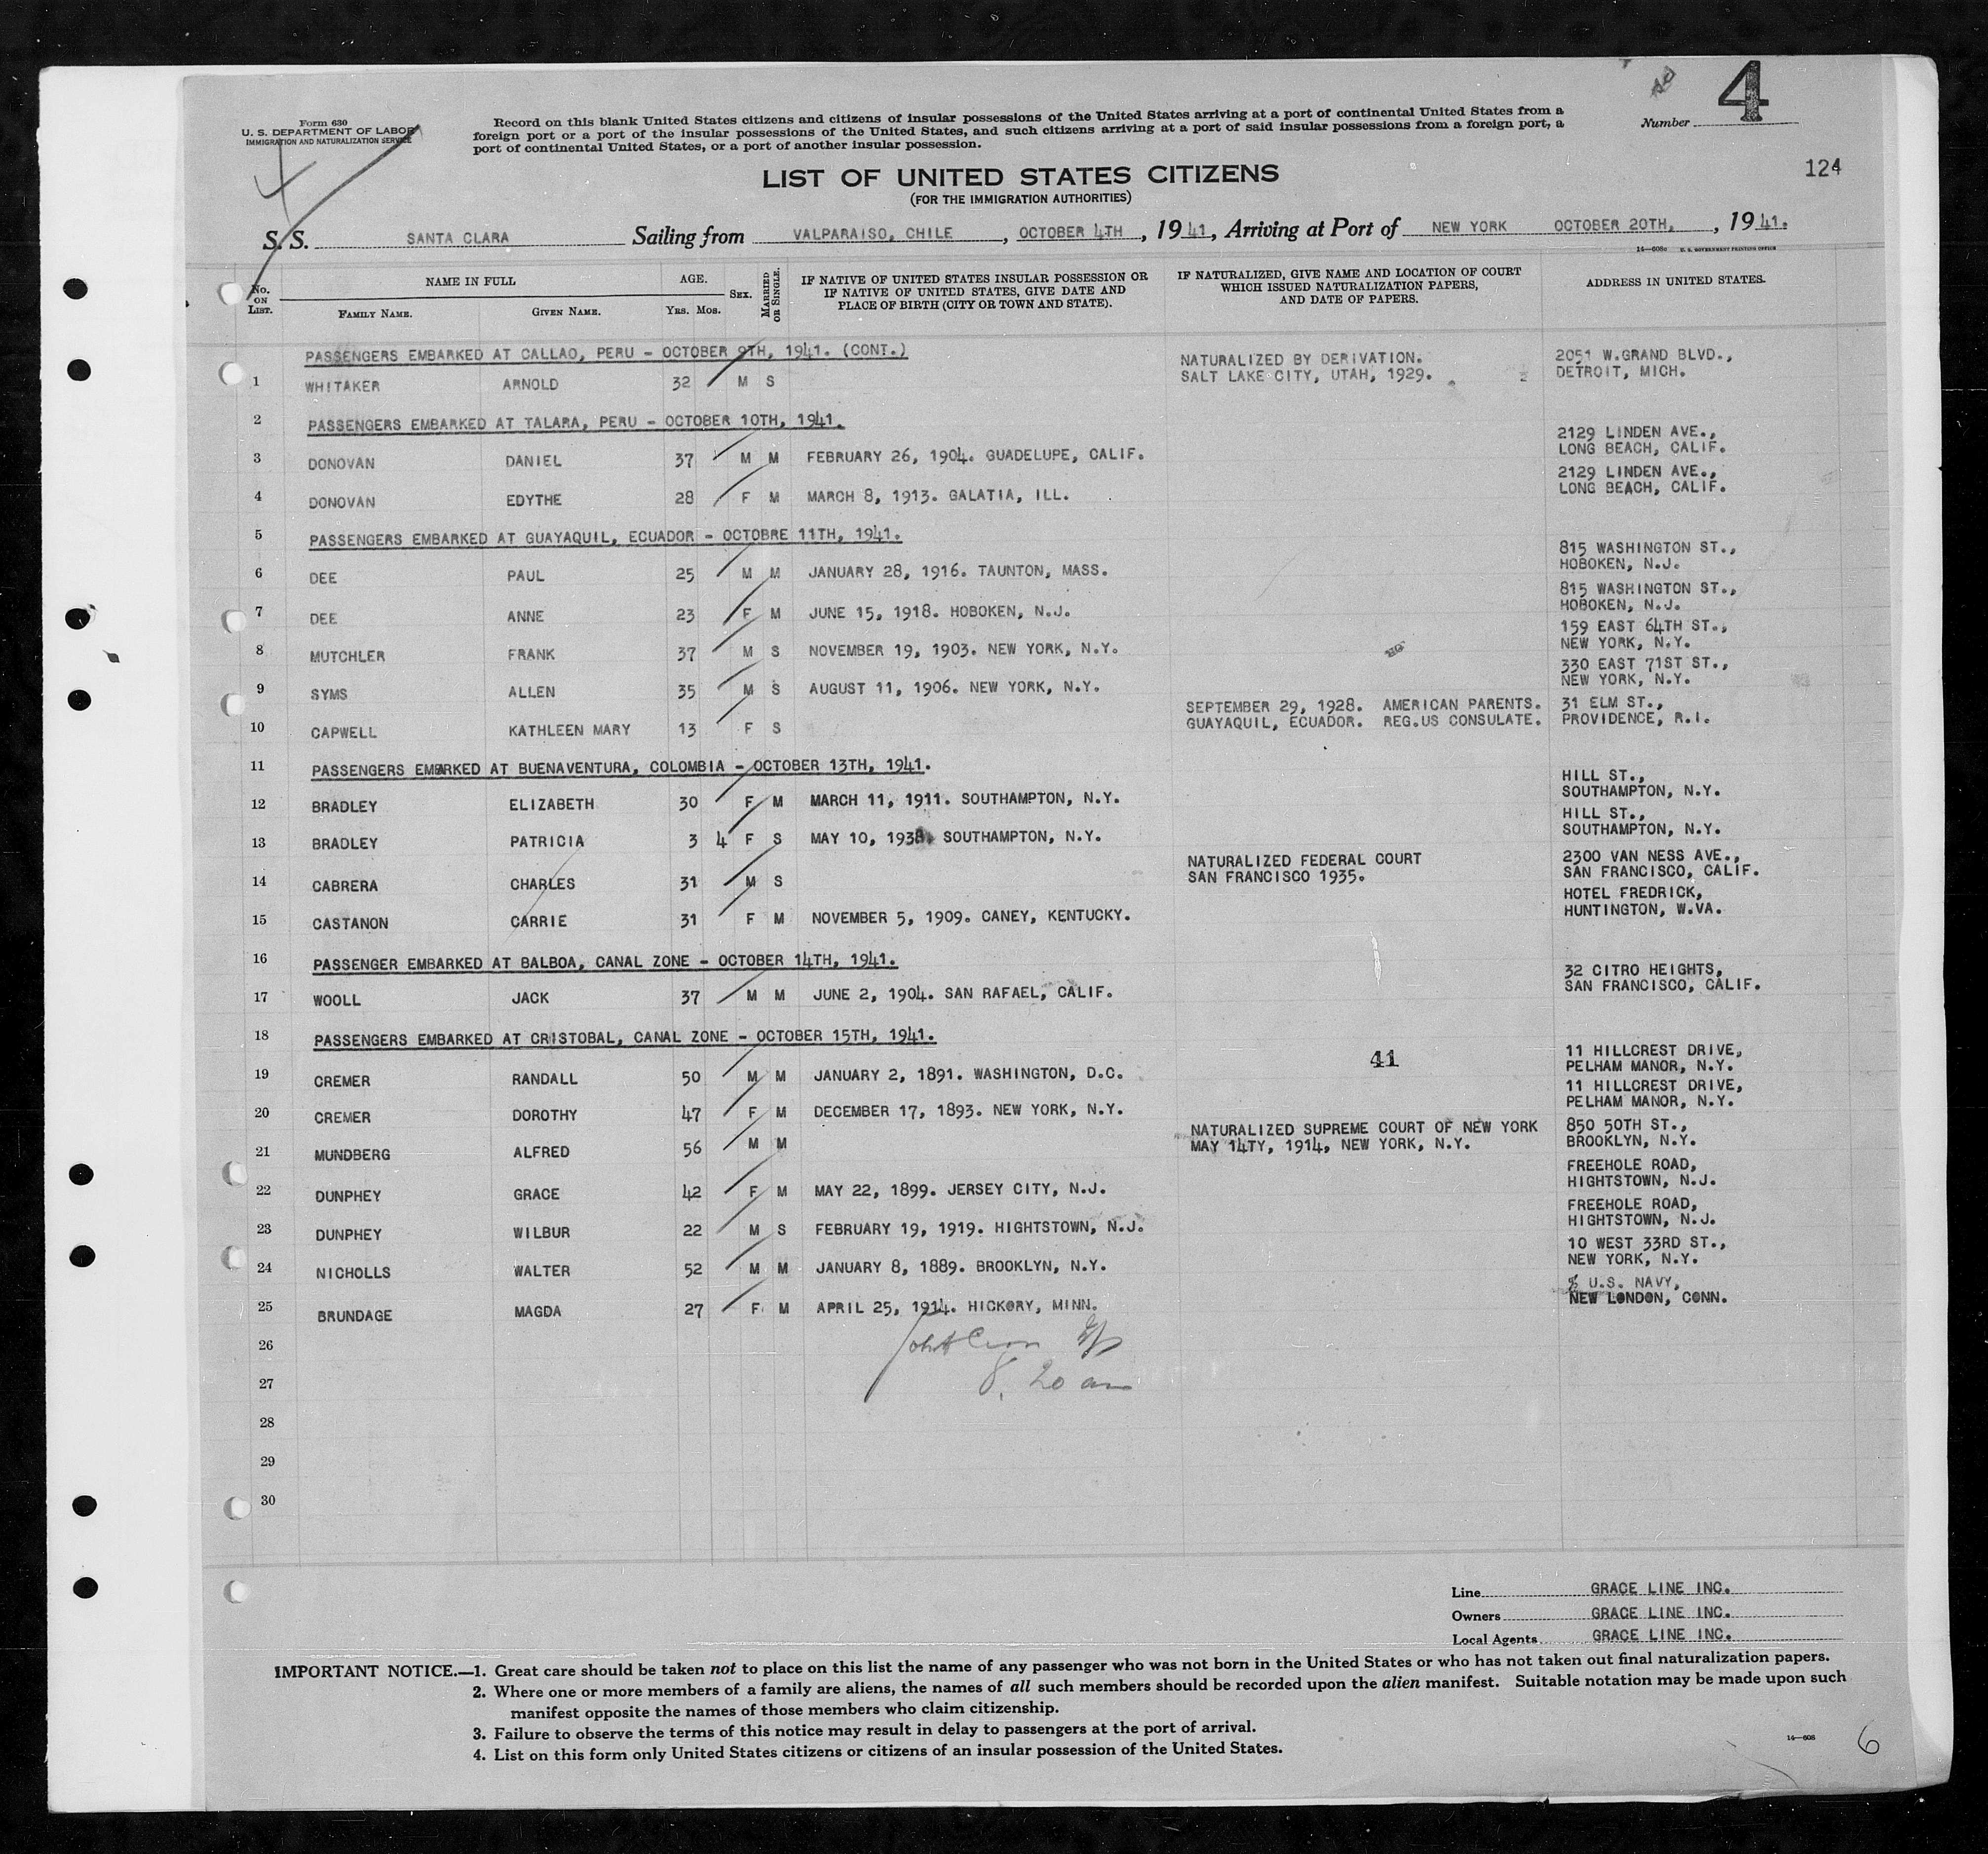 4
Form 630
U. S. DEPARTMENT OF LABOR
IMMIGRATION AND NATURALIZATION SERVICE
Record on this blank United States citizens and citizens of insular possessions of the United States arriving at a port of continental United States from a
foreign port or a port of the insular possessions of the United States, and such citizens arriving at a port of said insular possessions from a foreign port, a
port of continental United States, or a port of another insular possession.
Number
124
LIST OF UNITED STATES CITIZENS
(FOR THE IMMIGRATION AUTHORITIES)
S. S. SANTA CLARA Sailing from VALPARAISO, CHILE, OCTOBER 4TH, 1941, Arriving at Port of NEW YORK OCTOBER 20TH, , 1941.
14—608a U. S. GOVERNMENT PRINTING OFFICE
No. ON LIST. NAME IN FULL FAMILY NAME. GIVEN NAME. AGE. YRS. MOS. SEX. MARRIED OR SINGLE. IF NATIVE OF UNITED STATES INSULAR POSSESSION OR IF NATIVE OF UNITED STATES, GIVE DATE AND PLACE OF BIRTH (CITY OR TOWN AND STATE). IF NATURALIZED, GIVE NAME AND LOCATION OF COURT WHICH ISSUED NATURALIZATION PAPERS, AND DATE OF PAPERS. ADDRESS IN UNITED STATES.
PASSENGERS EMBARKED AT CALLAO, PERU - OCTOBER 9TH, 1941. (CONT.)
1 WHITAKER ARNOLD 32 M S NATURALIZED BY DERIVATION. SALT LAKE CITY, UTAH, 1929. 2 2051 W.GRAND BLVD., DETROIT, MICH.
2 PASSENGERS EMBARKED AT TALARA, PERU - OCTOBER 10TH, 1941.
3 DONOVAN DANIEL 37 M M FEBRUARY 26, 1904. GUADELUPE, CALIF. 2129 LINDEN AVE., LONG BEACH, CALIF.
4 DONOVAN EDYTHE 28 F M MARCH 8, 1913. GALATIA, ILL. 2129 LINDEN AVE., LONG BEACH, CALIF.
5 PASSENGERS EMBARKED AT GUAYAQUIL, ECUADOR - OCTOBRE 11TH, 1941.
6 DEE PAUL 25 M M JANUARY 28, 1916. TAUNTON, MASS. 815 WASHINGTON ST., HOBOKEN, N.J.
7 DEE ANNE 23 F M JUNE 15, 1918. HOBOKEN, N.J. 815 WASHINGTON ST., HOBOKEN, N.J.
8 MUTCHLER FRANK 37 M S NOVEMBER 19, 1903. NEW YORK, N.Y. 159 EAST 64TH ST., NEW YORK, N.Y.
9 SYMS ALLEN 35 M S AUGUST 11, 1906. NEW YORK, N.Y. 330 EAST 71ST ST., NEW YORK, N.Y.
10 CAPWELL KATHLEEN MARY 13 F S SEPTEMBER 29, 1928. AMERICAN PARENTS. GUAYAQUIL, ECUADOR. REG.US CONSULATE. 31 ELM ST., PROVIDENCE, R.I.
11 PASSENGERS EMBARKED AT BUENAVENTURA, COLOMBIA - OCTOBER 13TH, 1941.
12 BRADLEY ELIZABETH 30 F M MARCH 11, 1911. SOUTHAMPTON, N.Y. HILL ST., SOUTHAMPTON, N.Y.
13 BRADLEY PATRICIA 3 4 F S MAY 10, 1938. SOUTHAMPTON, N.Y. HILL ST., SOUTHAMPTON, N.Y.
14 CABRERA CHARLES 31 M S NATURALIZED FEDERAL COURT SAN FRANCISCO 1935. 2300 VAN NESS AVE., SAN FRANCISCO, CALIF.
15 CASTANON CARRIE 31 F M NOVEMBER 5, 1909. CANEY, KENTUCKY. HOTEL FREDRICK, HUNTINGTON, W.VA.
16 PASSENGER EMBARKED AT BALBOA, CANAL ZONE - OCTOBER 14TH, 1941.
17 WOOLL JACK 37 M M JUNE 2, 1904. SAN RAFAEL, CALIF. 32 CITRO HEIGHTS, SAN FRANCISCO, CALIF.
18 PASSENGERS EMBARKED AT CRISTOBAL, CANAL ZONE - OCTOBER 15TH, 1941.
41
19 CREMER RANDALL 50 M M JANUARY 2, 1891. WASHINGTON, D.C. 11 HILLCREST DRIVE, PELHAM MANOR, N.Y.
20 CREMER DOROTHY 47 F M DECEMBER 17, 1893. NEW YORK, N.Y. 11 HILLCREST DRIVE, PELHAM MANOR, N.Y.
21 MUNDBERG ALFRED 56 M M NATURALIZED SUPREME COURT OF NEW YORK MAY 14TY, 1914, NEW YORK, N.Y. 850 50TH ST., BROOKLYN, N.Y.
22 DUNPHEY GRACE 42 F M MAY 22, 1899. JERSEY CITY, N.J. FREEHOLE ROAD, HIGHTSTOWN, N.J.
23 DUNPHEY WILBUR 22 M S FEBRUARY 19, 1919. HIGHTSTOWN, N.J. FREEHOLE ROAD, HIGHTSTOWN, N.J.
24 NICHOLLS WALTER 52 M M JANUARY 8, 1889. BROOKLYN, N.Y. 10 WEST 33RD ST., NEW YORK, N.Y.
25 BRUNDAGE MAGDA 27 F M APRIL 25, 1914. HICKORY, MINN. % U.S. NAVY, NEW LONDON, CONN.
26
27 8.20 am
28
29
30
Line GRACE LINE INC.
Owners GRACE LINE INC.
Local Agents GRACE LINE INC.
IMPORTANT NOTICE.—1. Great care should be taken not to place on this list the name of any passenger who was not born in the United States or who has not taken out final naturalization papers.
2. Where one or more members of a family are aliens, the names of all such members should be recorded upon the alien manifest. Suitable notation may be made upon such
manifest opposite the names of those members who claim citizenship.
3. Failure to observe the terms of this notice may result in delay to passengers at the port of arrival.
4. List on this form only United States citizens or citizens of an insular possession of the United States.
14—608
6